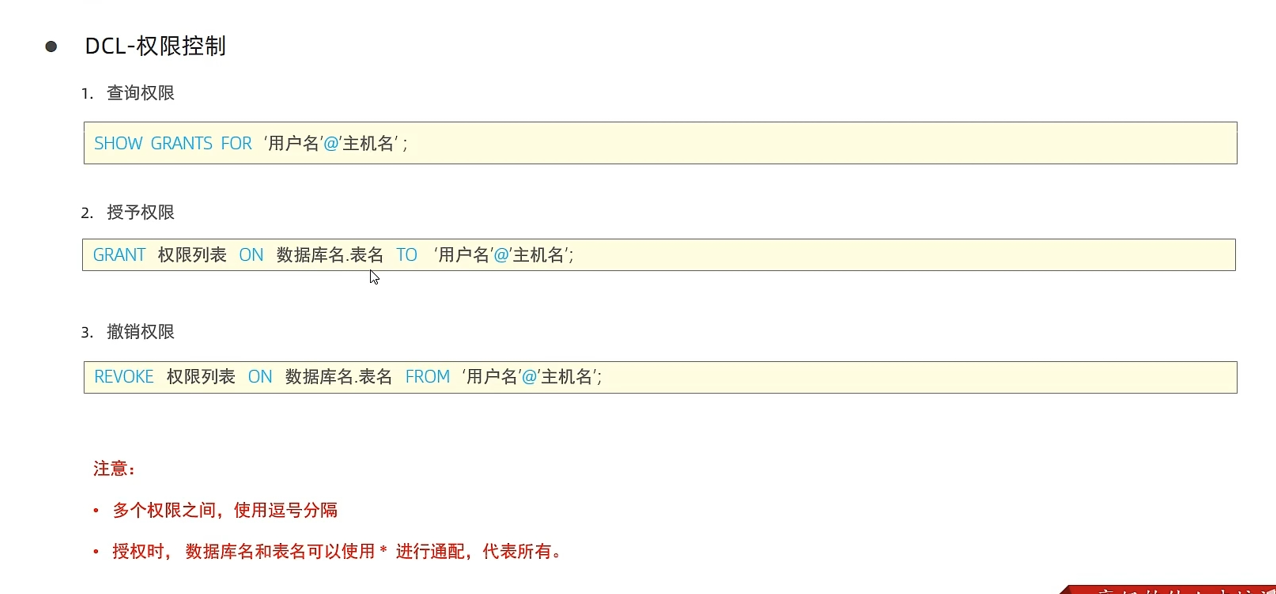 DCL-权限控制
1. 查询权限
SHOW GRANTS FOR ‘用户名’@’主机名’ ;
2. 授予权限
GRANT 权限列表 ON 数据库名.表名 TO ‘用户名’@’主机名’;
3. 撤销权限
REVOKE 权限列表 ON 数据库名.表名 FROM ‘用户名’@’主机名’;
注意：
• 多个权限之间，使用逗号分隔
• 授权时， 数据库名和表名可以使用 * 进行通配，代表所有。